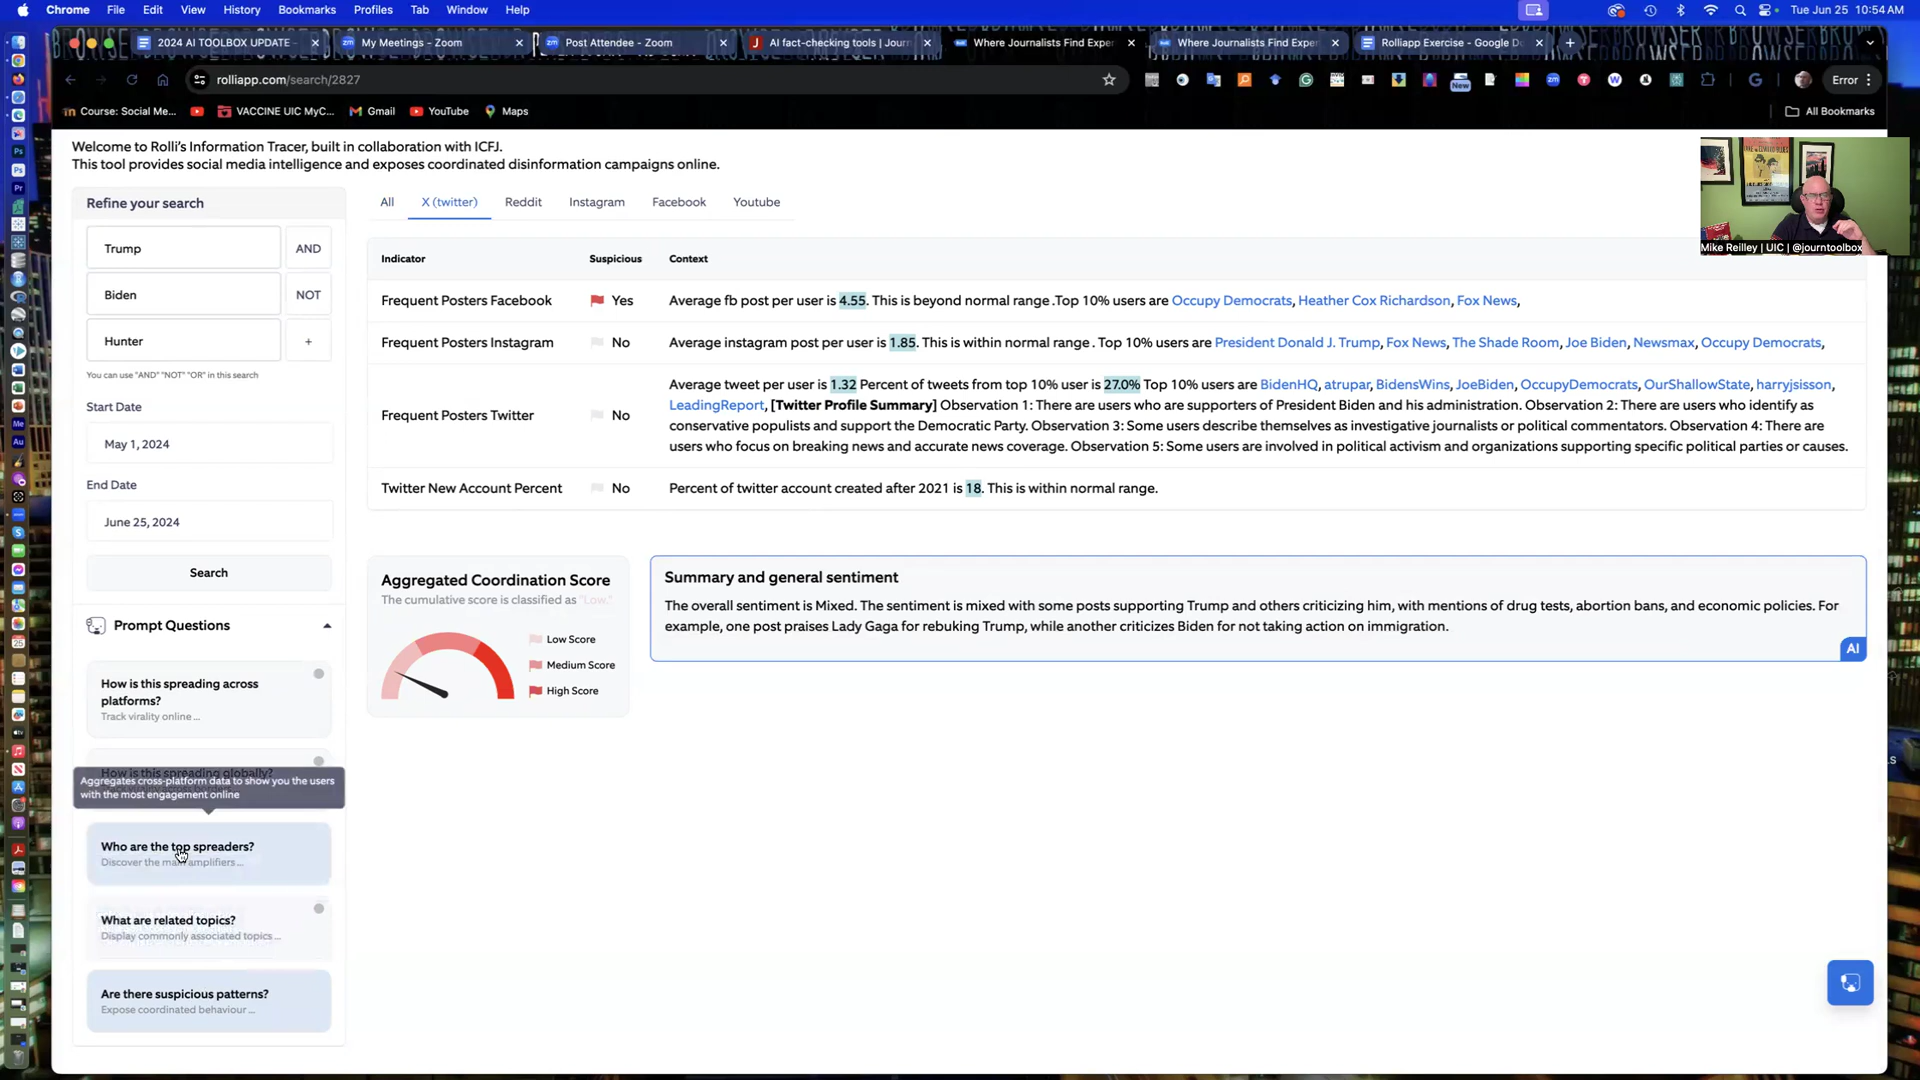 Chrome File Edit View History Bookmarks Profiles Tab Window Help
Tue Jun 25 10:54 AM
2024 AI TOOLBOX UPDATE -
My Meetings - Zoom
Post Attendee - Zoom
AI fact-checking tools | Journ
Where Journalists Find Exper
Where Journalists Find Exper
Rolliapp Exercise - Google Do
rolliapp.com/search/2827
New
Error
Course: Social Me...
VACCINE UIC MyC...
Gmail
YouTube
Maps
All Bookmarks
Welcome to Rolli's Information Tracer, built in collaboration with ICFJ.
This tool provides social media intelligence and exposes coordinated disinformation campaigns online.
Mike Reilley | UIC | @journtoolbox
Refine your search
Trump AND
Biden NOT
Hunter +
You can use "AND" "NOT" "OR" in this search
Start Date
May 1, 2024
End Date
June 25, 2024
Search
Prompt Questions
How is this spreading across
platforms?
Track virality online ...
How is this spreading globally?
Aggregates cross-platform data to show you the users
with the most engagement online
Who are the top spreaders?
Discover the main amplifiers ...
What are related topics?
Display commonly associated topics ...
Are there suspicious patterns?
Expose coordinated behaviour ...
All X (twitter) Reddit Instagram Facebook Youtube
Indicator Suspicious Context
Frequent Posters Facebook Yes Average fb post per user is 4.55. This is beyond normal range .Top 10% users are Occupy Democrats, Heather Cox Richardson, Fox News,
Frequent Posters Instagram No Average instagram post per user is 1.85. This is within normal range . Top 10% users are President Donald J. Trump, Fox News, The Shade Room, Joe Biden, Newsmax, Occupy Democrats,
Frequent Posters Twitter No Average tweet per user is 1.32 Percent of tweets from top 10% user is 27.0% Top 10% users are BidenHQ, atrupar, BidensWins, JoeBiden, OccupyDemocrats, OurShallowState, harryjsisson,
LeadingReport, [Twitter Profile Summary] Observation 1: There are users who are supporters of President Biden and his administration. Observation 2: There are users who identify as
conservative populists and support the Democratic Party. Observation 3: Some users describe themselves as investigative journalists or political commentators. Observation 4: There are
users who focus on breaking news and accurate news coverage. Observation 5: Some users are involved in political activism and organizations supporting specific political parties or causes.
Twitter New Account Percent No Percent of twitter account created after 2021 is 18. This is within normal range.
Aggregated Coordination Score
The cumulative score is classified as "Low."
Low Score
Medium Score
High Score
Summary and general sentiment
The overall sentiment is Mixed. The sentiment is mixed with some posts supporting Trump and others criticizing him, with mentions of drug tests, abortion bans, and economic policies. For
example, one post praises Lady Gaga for rebuking Trump, while another criticizes Biden for not taking action on immigration.
AI